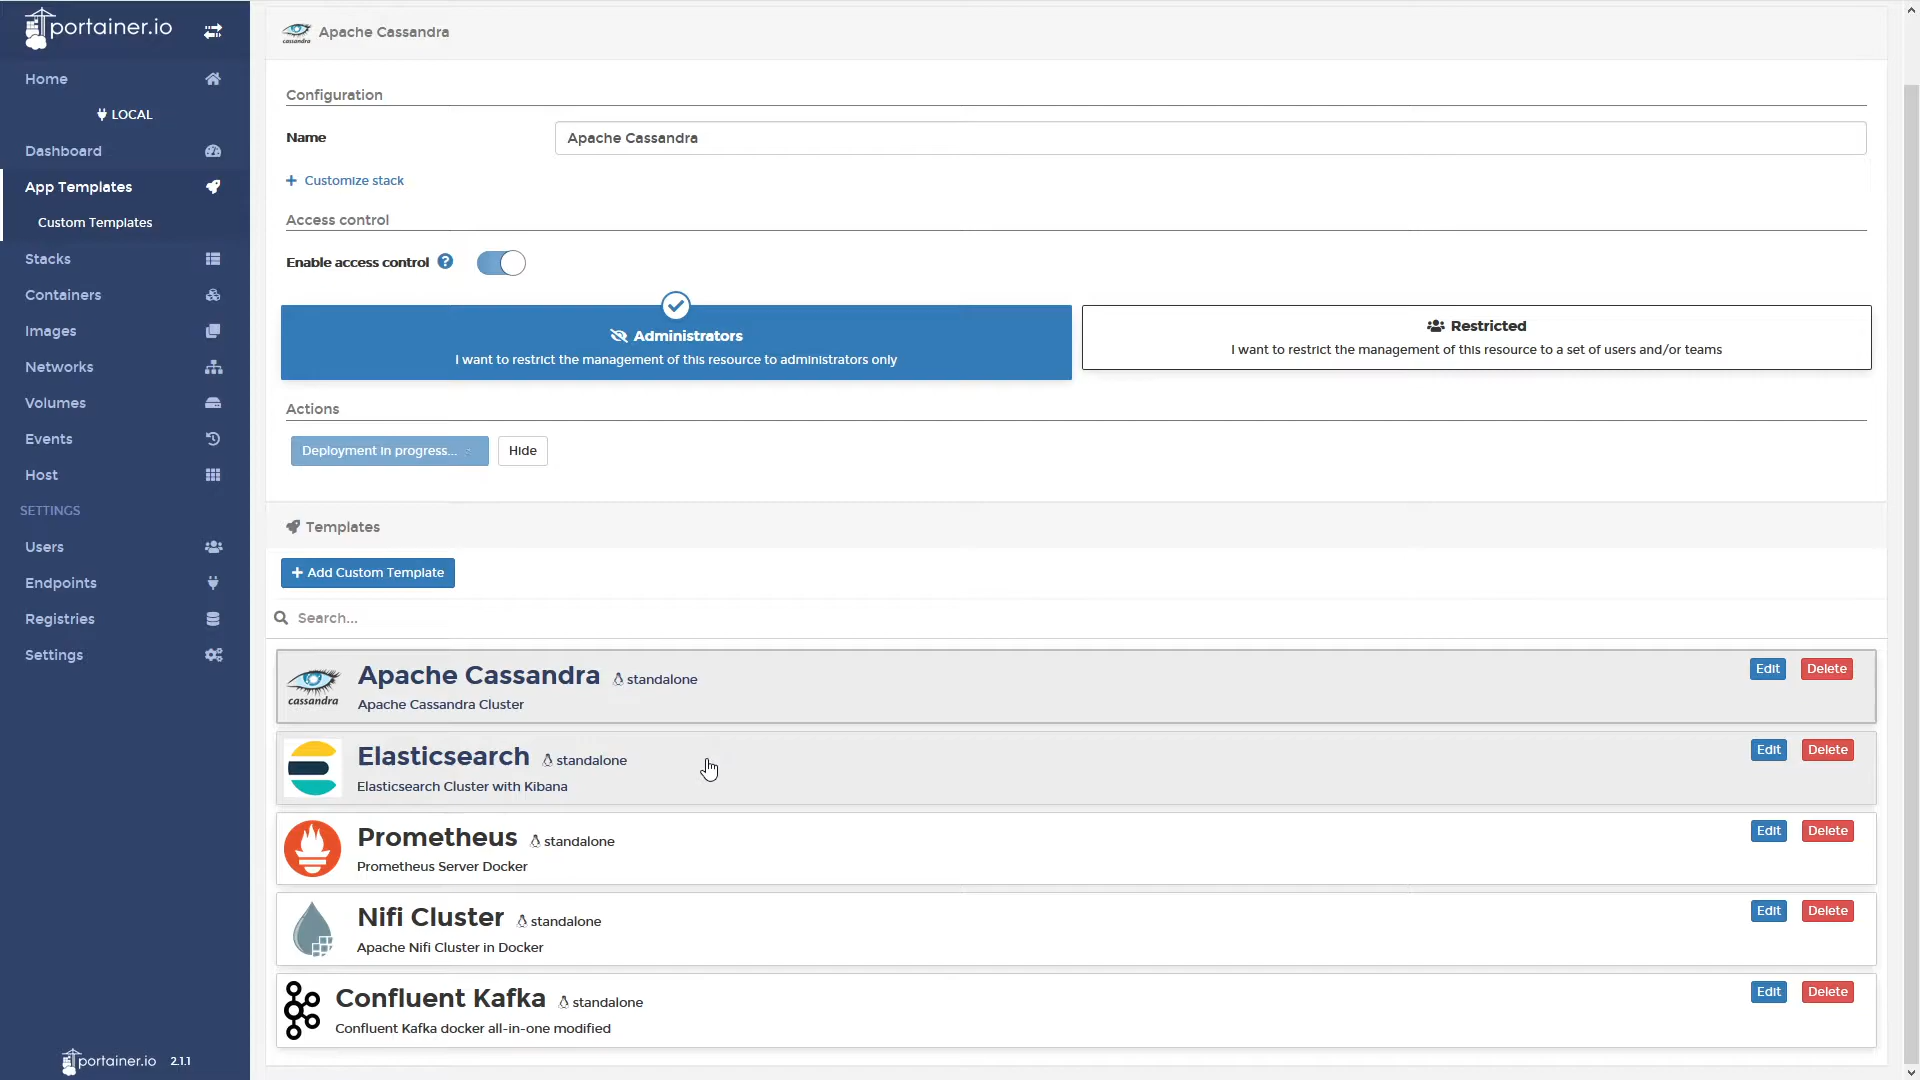 portainer.io
Home
LOCAL
Dashboard
App Templates
Custom Templates
Stacks
Containers
Images
Networks
Volumes
Events
Host
SETTINGS
Users
Endpoints
Registries
Settings
portainer.io 2.1.1
cassandra Apache Cassandra
Configuration
Name Apache Cassandra
+ Customize stack
Access control
Enable access control ?
Administrators
I want to restrict the management of this resource to administrators only
Restricted
I want to restrict the management of this resource to a set of users and/or teams
Actions
Deployment in progress... Hide
Templates
+ Add Custom Template
Search...
cassandra
Apache Cassandra standalone Edit Delete
Apache Cassandra Cluster
Elasticsearch standalone Edit Delete
Elasticsearch Cluster with Kibana
Prometheus standalone Edit Delete
Prometheus Server Docker
Nifi Cluster standalone Edit Delete
Apache Nifi Cluster in Docker
Confluent Kafka standalone Edit Delete
Confluent Kafka docker all-in-one modified